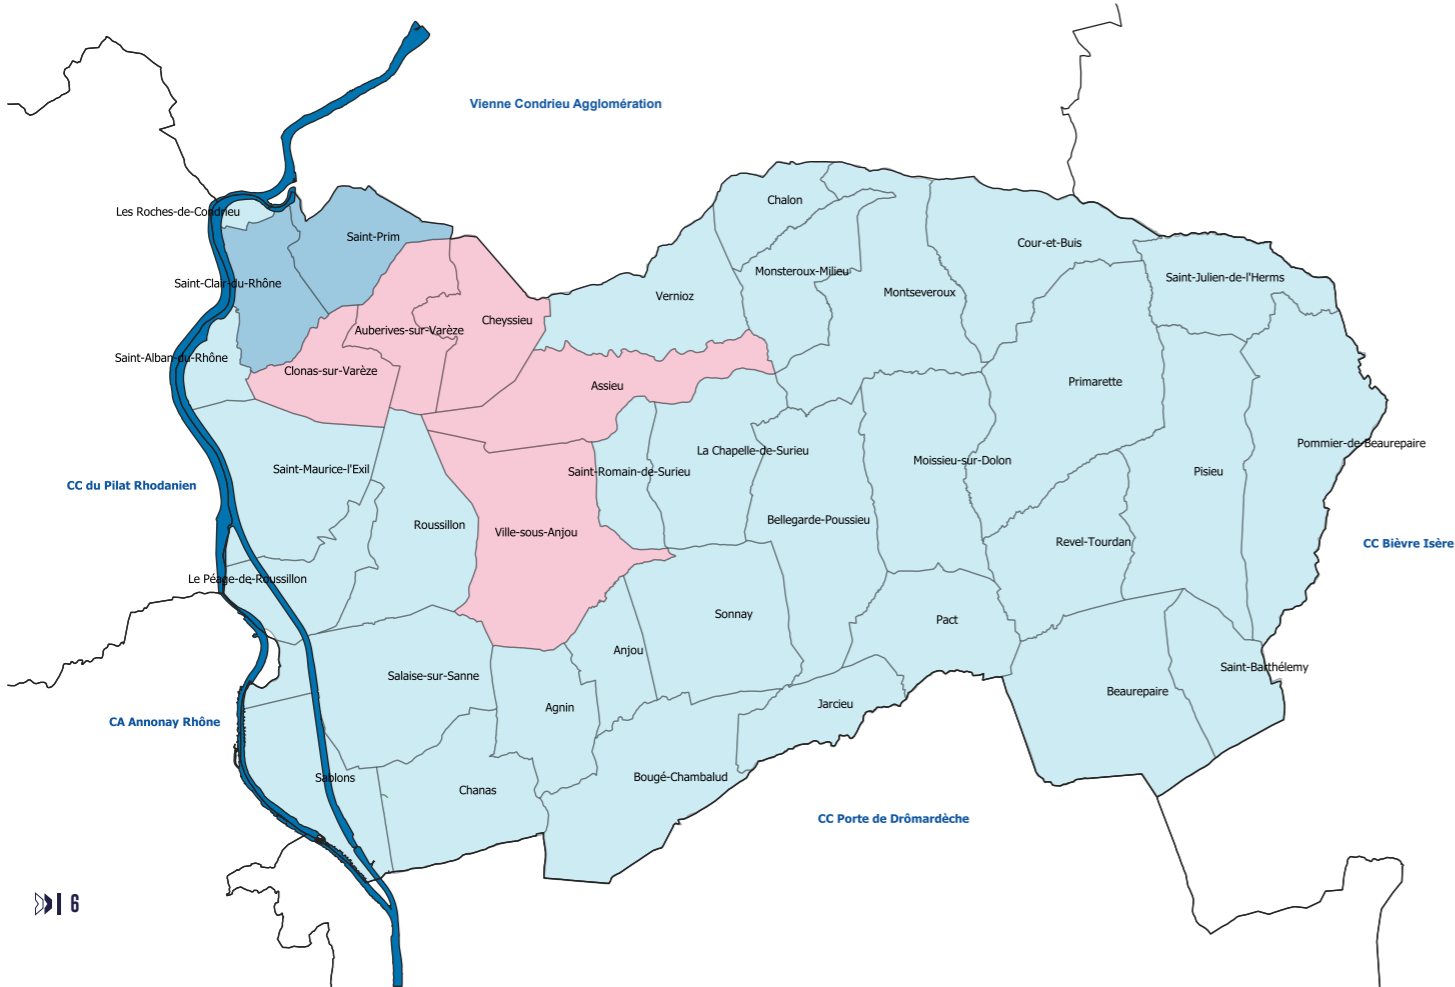 Vienne Condrieu Agglomération
Chalon
Les Roches-de-Condrieu
Saint-Prim
Cour-et-Buis
Monsteroux-Milieu
Saint-Julien-de-l'Herms
Saint-Clair-du-Rhône
Vernioz
Montseveroux
Cheyssieu
Auberives-sur-Varèze
Saint-Alban-du-Rhône
Clonas-sur-Varèze
Assieu
Primarette
Pommier-de-Beaurepaire
La Chapelle-de-Surieu
Moissieu-sur-Dolon
Saint-Maurice-l'Exil
Saint-Romain-de-Surieu
Pisieu
CC du Pilat Rhodanien
Roussillon
Ville-sous-Anjou
Bellegarde-Poussieu
Revel-Tourdan
CC Bièvre Isère
Le Péage-de-Roussillon
Sonnay
Pact
Anjou
Saint-Barthélemy
Salaise-sur-Sanne
Beaurepaire
Jarcieu
Agnin
CA Annonay Rhône
Sablons
Bougé-Chambalud
Chanas
CC Porte de Drômardèche
6